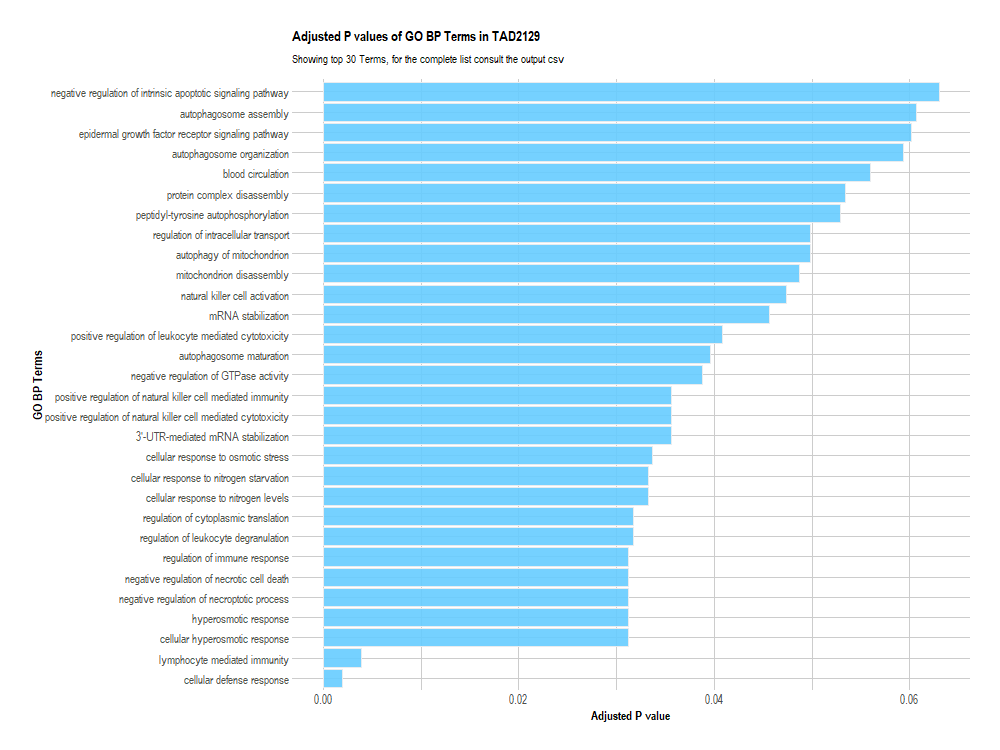 Adjusted P values of GO BP Terms in TAD2129
Showing top 30 Terms, for the complete list consult the output csv
negative regulation of intrinsic apoptotic signaling pathway
autophagosome assembly
epidermal growth factor receptor signaling pathway
autophagosome organization
blood circulation
protein complex disassembly
peptidyl-tyrosine autophosphorylation
regulation of intracellular transport
autophagy of mitochondrion
mitochondrion disassembly
natural killer cell activation
mRNA stabilization
positive regulation of leukocyte mediated cytotoxicity
autophagosome maturation
negative regulation of GTPase activity
positive regulation of natural killer cell mediated immunity
positive regulation of natural killer cell mediated cytotoxicity
3'-UTR-mediated mRNA stabilization
cellular response to osmotic stress
cellular response to nitrogen starvation
cellular response to nitrogen levels
regulation of cytoplasmic translation
regulation of leukocyte degranulation
regulation of immune response
negative regulation of necrotic cell death
negative regulation of necroptotic process
hyperosmotic response
cellular hyperosmotic response
lymphocyte mediated immunity
cellular defense response
GO BP Terms
0.00 0.02 0.04 0.06
Adjusted P value